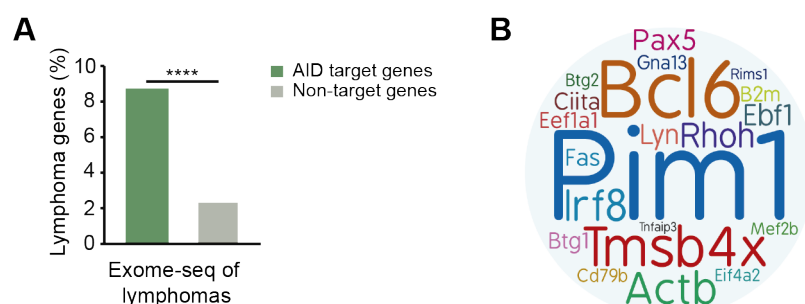 A
Lymphoma genes (%)
10
8
6
4
2
0
****
AID target genes
Non-target genes
Exome-seq of
lymphomas
B
Pax5
Gna13
Btg2
Bcl6
Rims1
Ciita
B2m
Eef1a1
Ebf1
Lyn
Rhoh
Pim1
Fas
Irf8
Tnfaip3
Mef2b
Btg1
Tmsb4x
Cd79b
Eif4a2
Actb